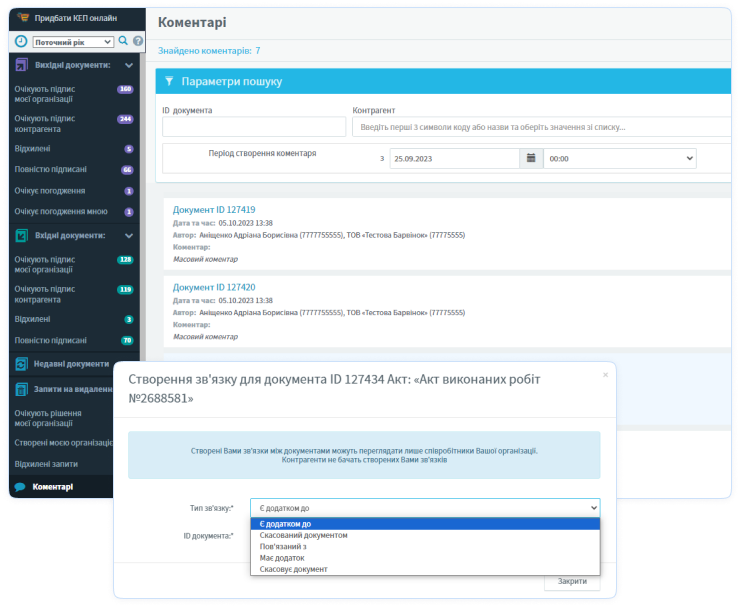 Придбати КЕП онлайн
Поточний рік
Вихідні документи:
Очікують підпис
моєї організації
160
Очікують підпис
контрагента
244
Відхилені
5
Повністю підписані
66
Очікує погодження
1
Очікує погодження мною
1
Вхідні документи:
Очікують підпис
моєї організації
128
Очікують підпис
контрагента
119
Відхилені
3
Повністю підписані
70
Недавні документи
Запити на видаленн
Очікують рішення
моєї організації
Створені моєю організаціє
Відхилені запити
Коментарі
Коментарі
Знайдено коментарів: 7
Параметри пошуку
ID документа
Контрагент
Введіть перші 3 символи коду або назви та оберіть значення зі списку...
Період створення коментаря
з
25.09.2023
00:00
Документ ID 127419
Дата та час: 05.10.2023 13:38
Автор: Аніщенко Адріана Борисівна (7777755555), ТОВ «Тестова Барвінок» (77775555)
Коментар:
Масовий коментар
Документ ID 127420
Дата та час: 05.10.2023 13:38
Автор: Аніщенко Адріана Борисівна (7777755555), ТОВ «Тестова Барвінок» (77775555)
Коментар:
Масовий коментар
Створення зв'язку для документа ID 127434 Акт: «Акт виконаних робіт
№2688581»
×
Створені Вами зв'язки між документами можуть переглядати лише співробітники Вашої організації.
Контрагенти не бачать створених Вами зв'язків
Тип зв'язку:*
Є додатком до
ID документа:*
Є додатком до
Скасований документом
Пов'язаний з
Має додаток
Скасовує документ
Закрити